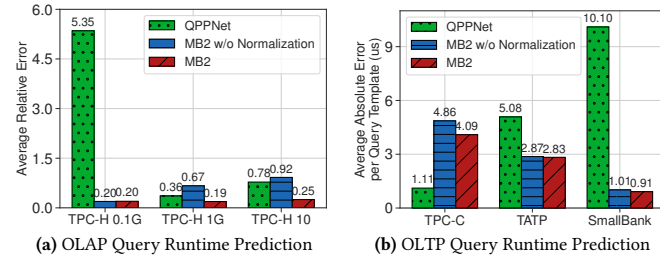 Average Relative Error
6.0
4.5
3.0
1.5
0.0
QPPNet
MB2 w/o Normalization
MB2
5.35
0.20
0.20
0.36
0.67
0.19
0.78
0.92
0.25
TPC-H 0.1G
TPC-H 1G
TPC-H 10
(a) OLAP Query Runtime Prediction
Average Absolute Error
per Query Template (us)
9
6
3
0
QPPNet
MB2 w/o Normalization
MB2
1.11
4.86
4.09
5.08
2.87
2.83
10.10
1.01
0.91
TPC-C
TATP
SmallBank
(b) OLTP Query Runtime Prediction